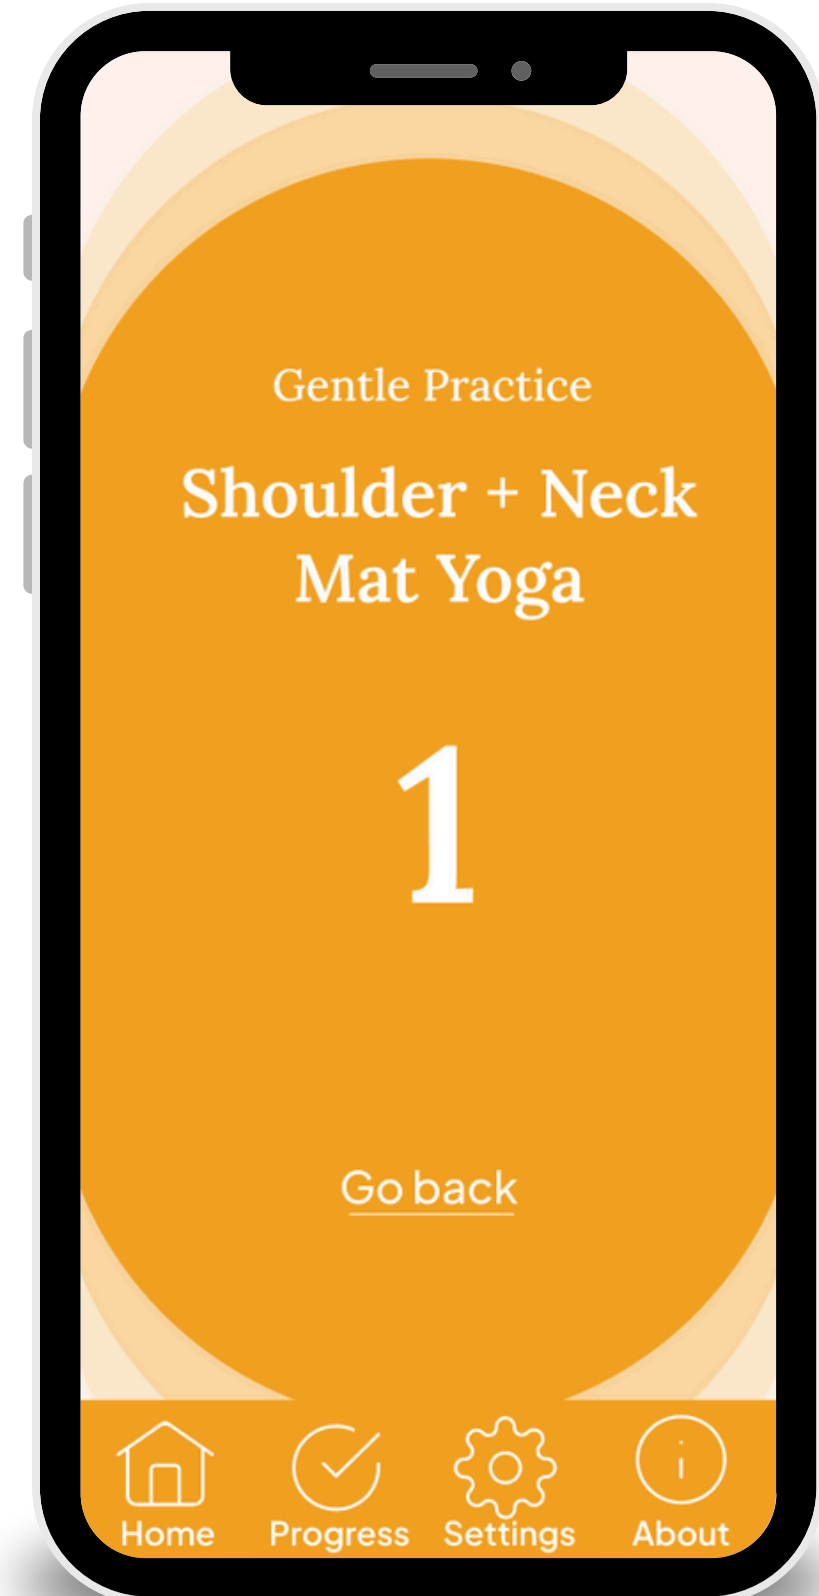 Gentle Practice
Shoulder + Neck
Mat Yoga
1
Go back
Home
Progress
Settings
About